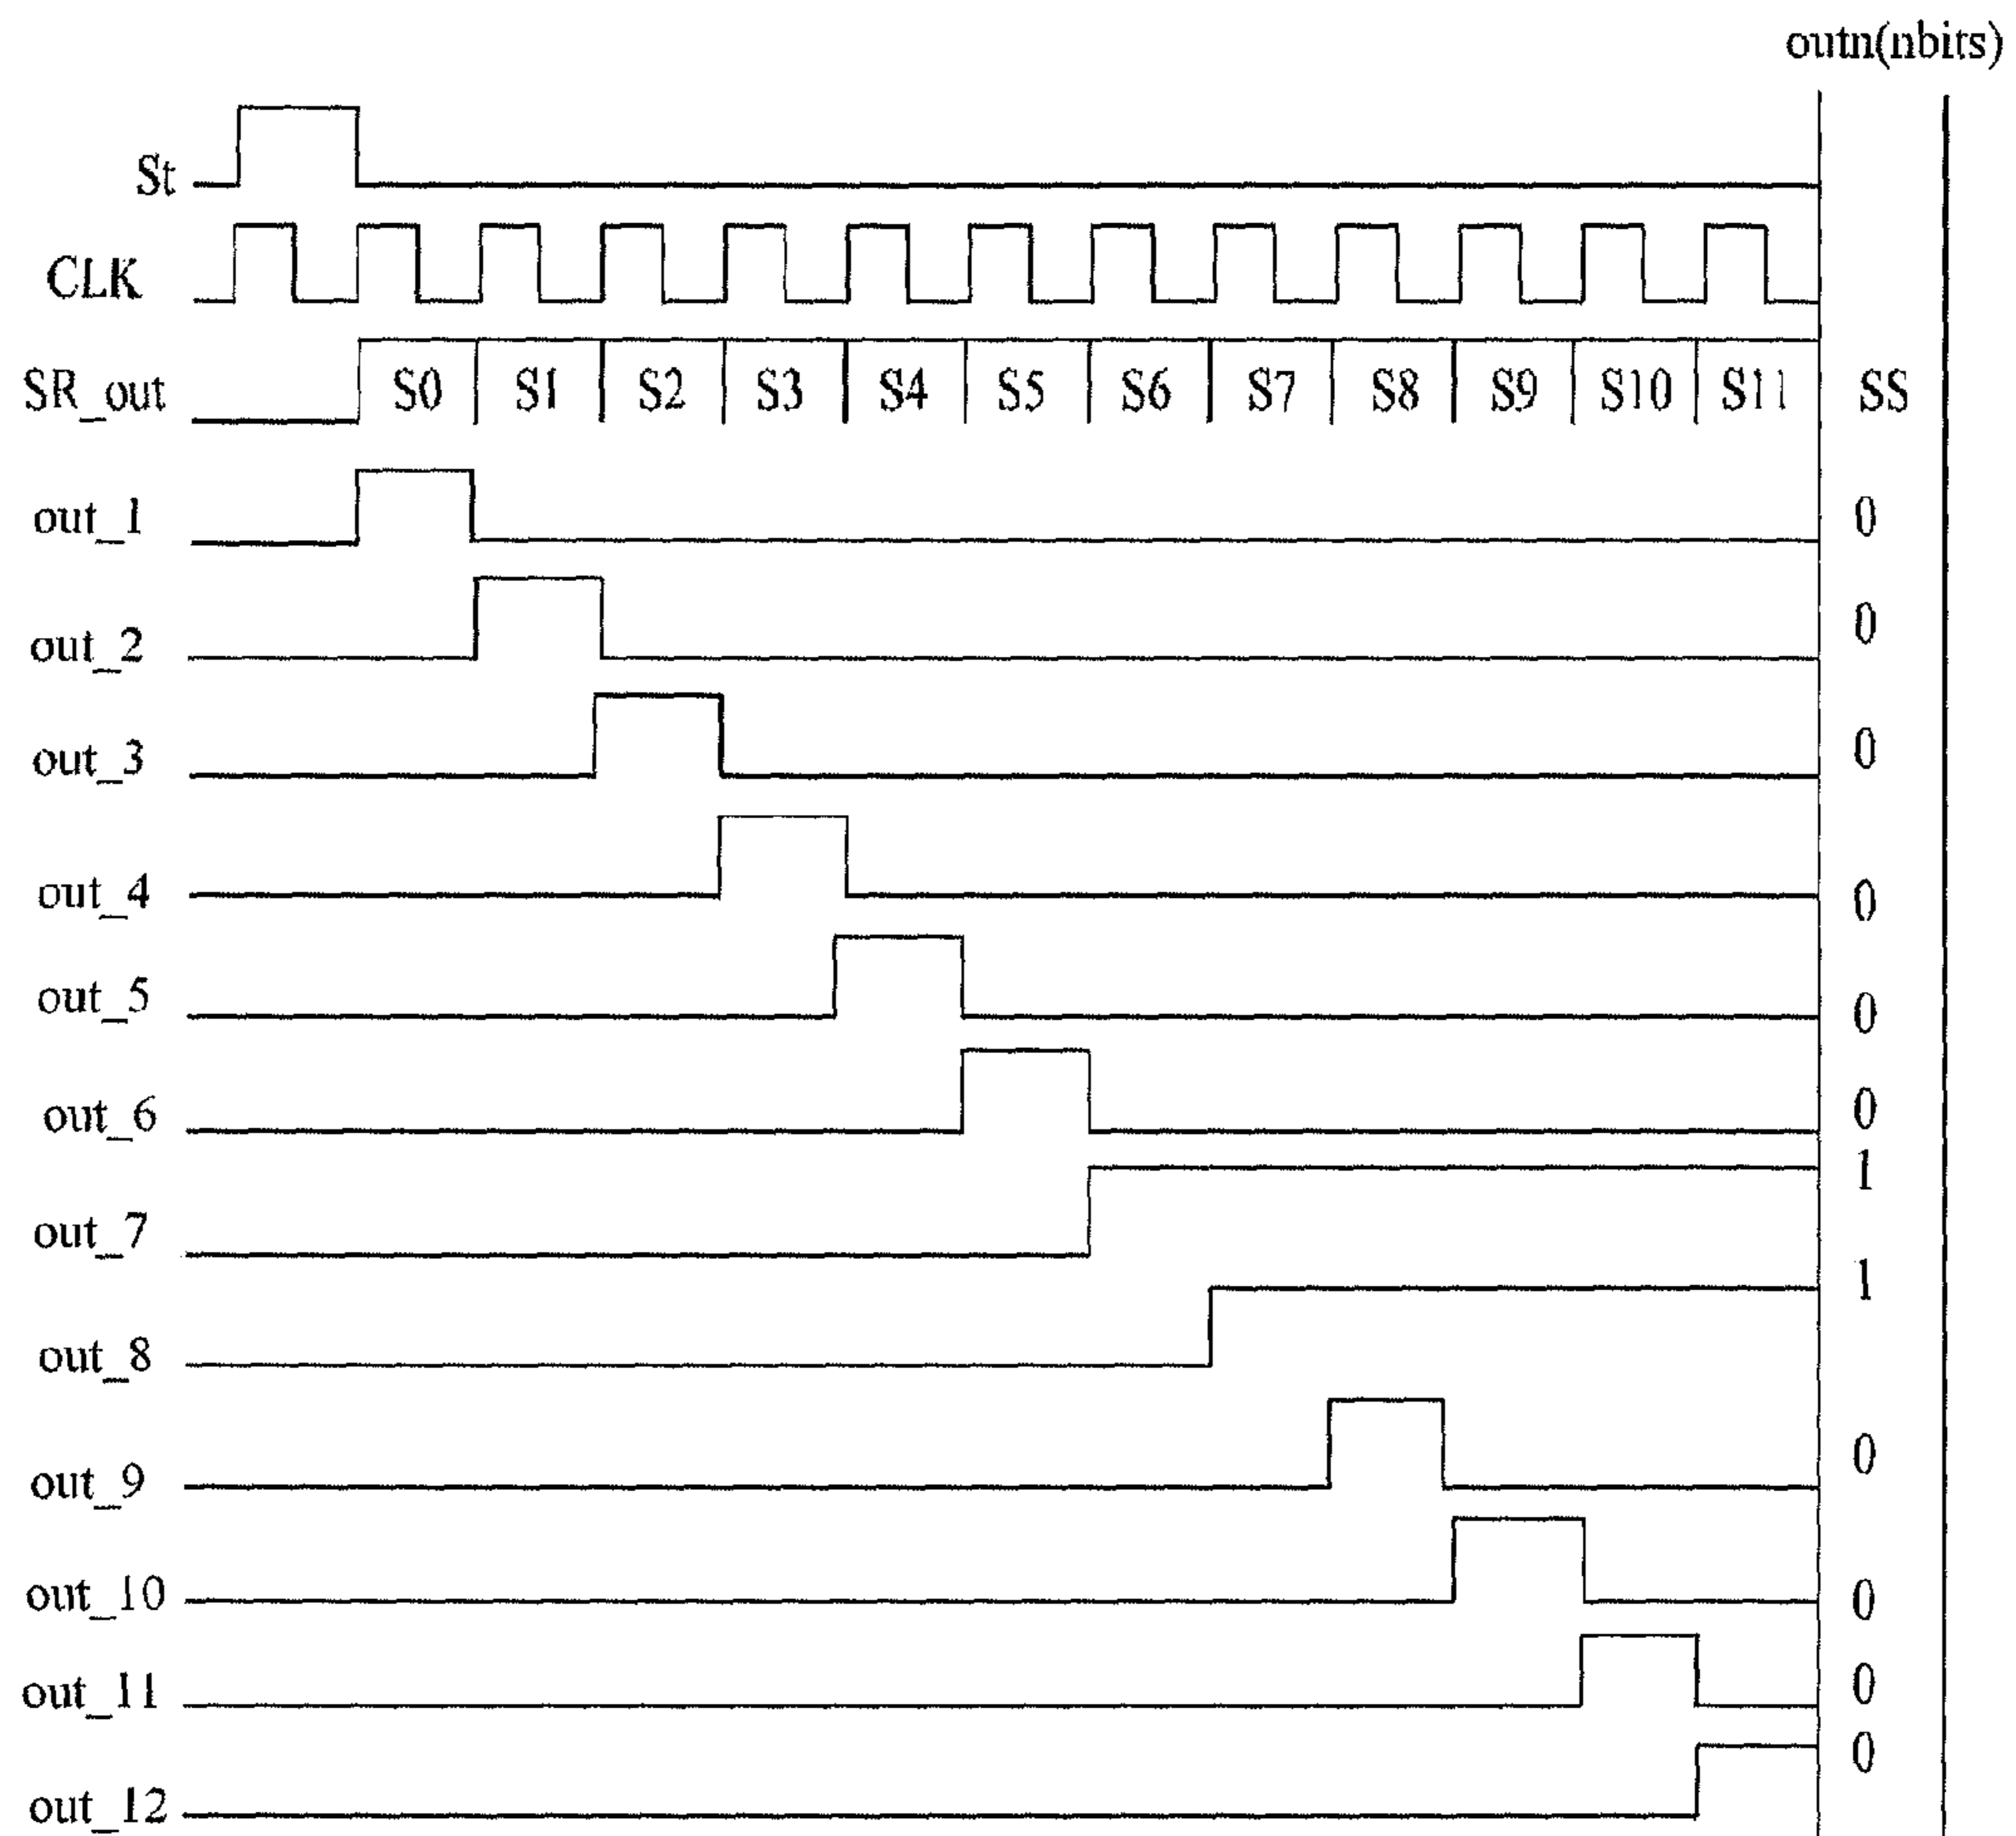 outn(nbits)
St
CLK
SR_out S0 S1 S2 S3 S4 S5 S6 S7 S8 S9 S10 S11 SS
out_1 0
out_2 0
out_3 0
out_4 0
out_5 0
out_6 0
out_7 1
out_8 1
out_9 0
out_10 0
out_11 0
out_12 0